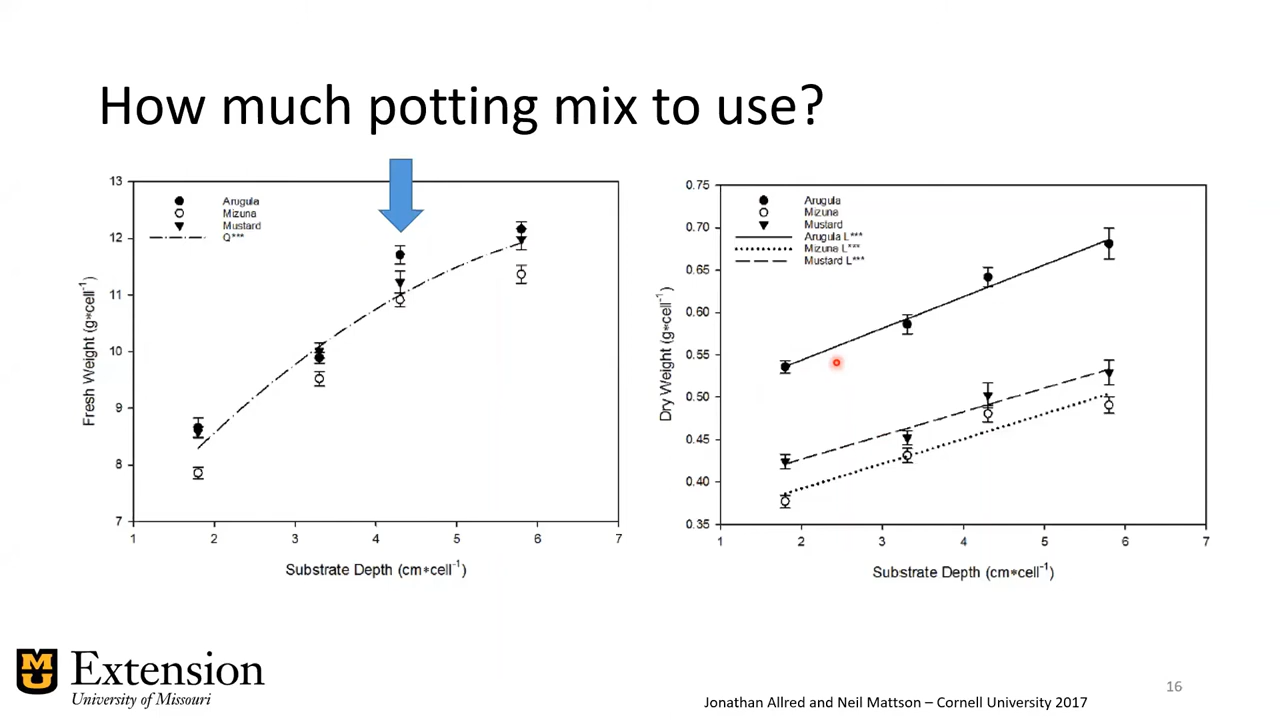 How much potting mix to use?
13
12
11
10
9
8
7
Fresh Weight (g*cell-1)
Arugula
Mizuna
Mustard
Q***
1 2 3 4 5 6 7
Substrate Depth (cm*cell-1)
0.75
0.70
0.65
0.60
0.55
0.50
0.45
0.40
0.35
Dry Weight (g*cell-1)
Arugula
Mizuna
Mustard
Arugula L***
Mizuna L***
Mustard L***
1 2 3 4 5 6 7
Substrate Depth (cm*cell-1)
MU
Extension
University of Missouri
Jonathan Allred and Neil Mattson – Cornell University 2017
16